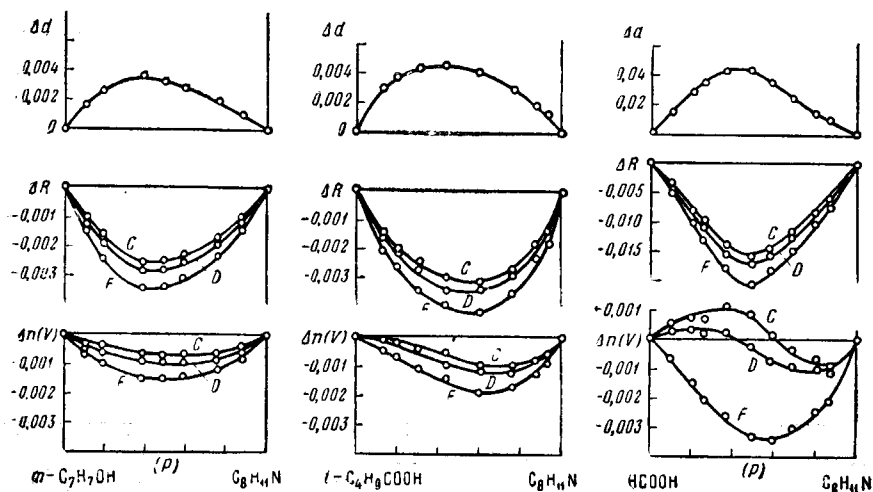 Δd
0,004
0,002
0
ΔR
-0,001
-0,002
-0,003
C
D
F
Δn(V)
-0,001
-0,002
-0,003
C
D
F
m-C₇H₇OH
(p)
C₈H₁₁N
Δd
0,004
0,002
0
ΔR
-0,001
-0,002
-0,003
C
D
F
Δn(V)
-0,001
-0,002
-0,003
C
D
F
i-C₄H₉COOH
C₈H₁₁N
Δd
0,04
0,02
ΔR
-0,005
-0,010
-0,015
C
D
F
+0,001
Δn(V)
-0,001
-0,002
-0,003
C
D
F
HCOOH
(p)
C₈H₁₁N